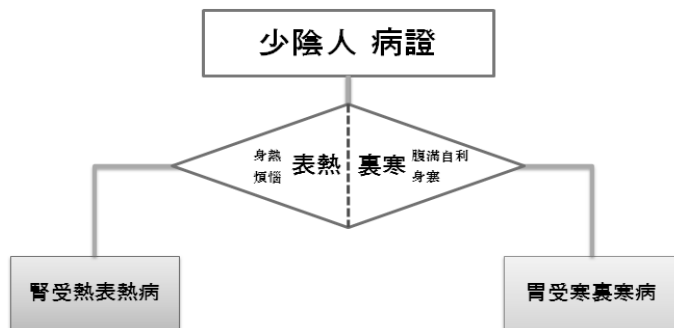 少陰人 病證
身熱
煩惱
表熱
裏寒
腹滿自利
身寒
腎受熱表熱病
胃受寒裏寒病